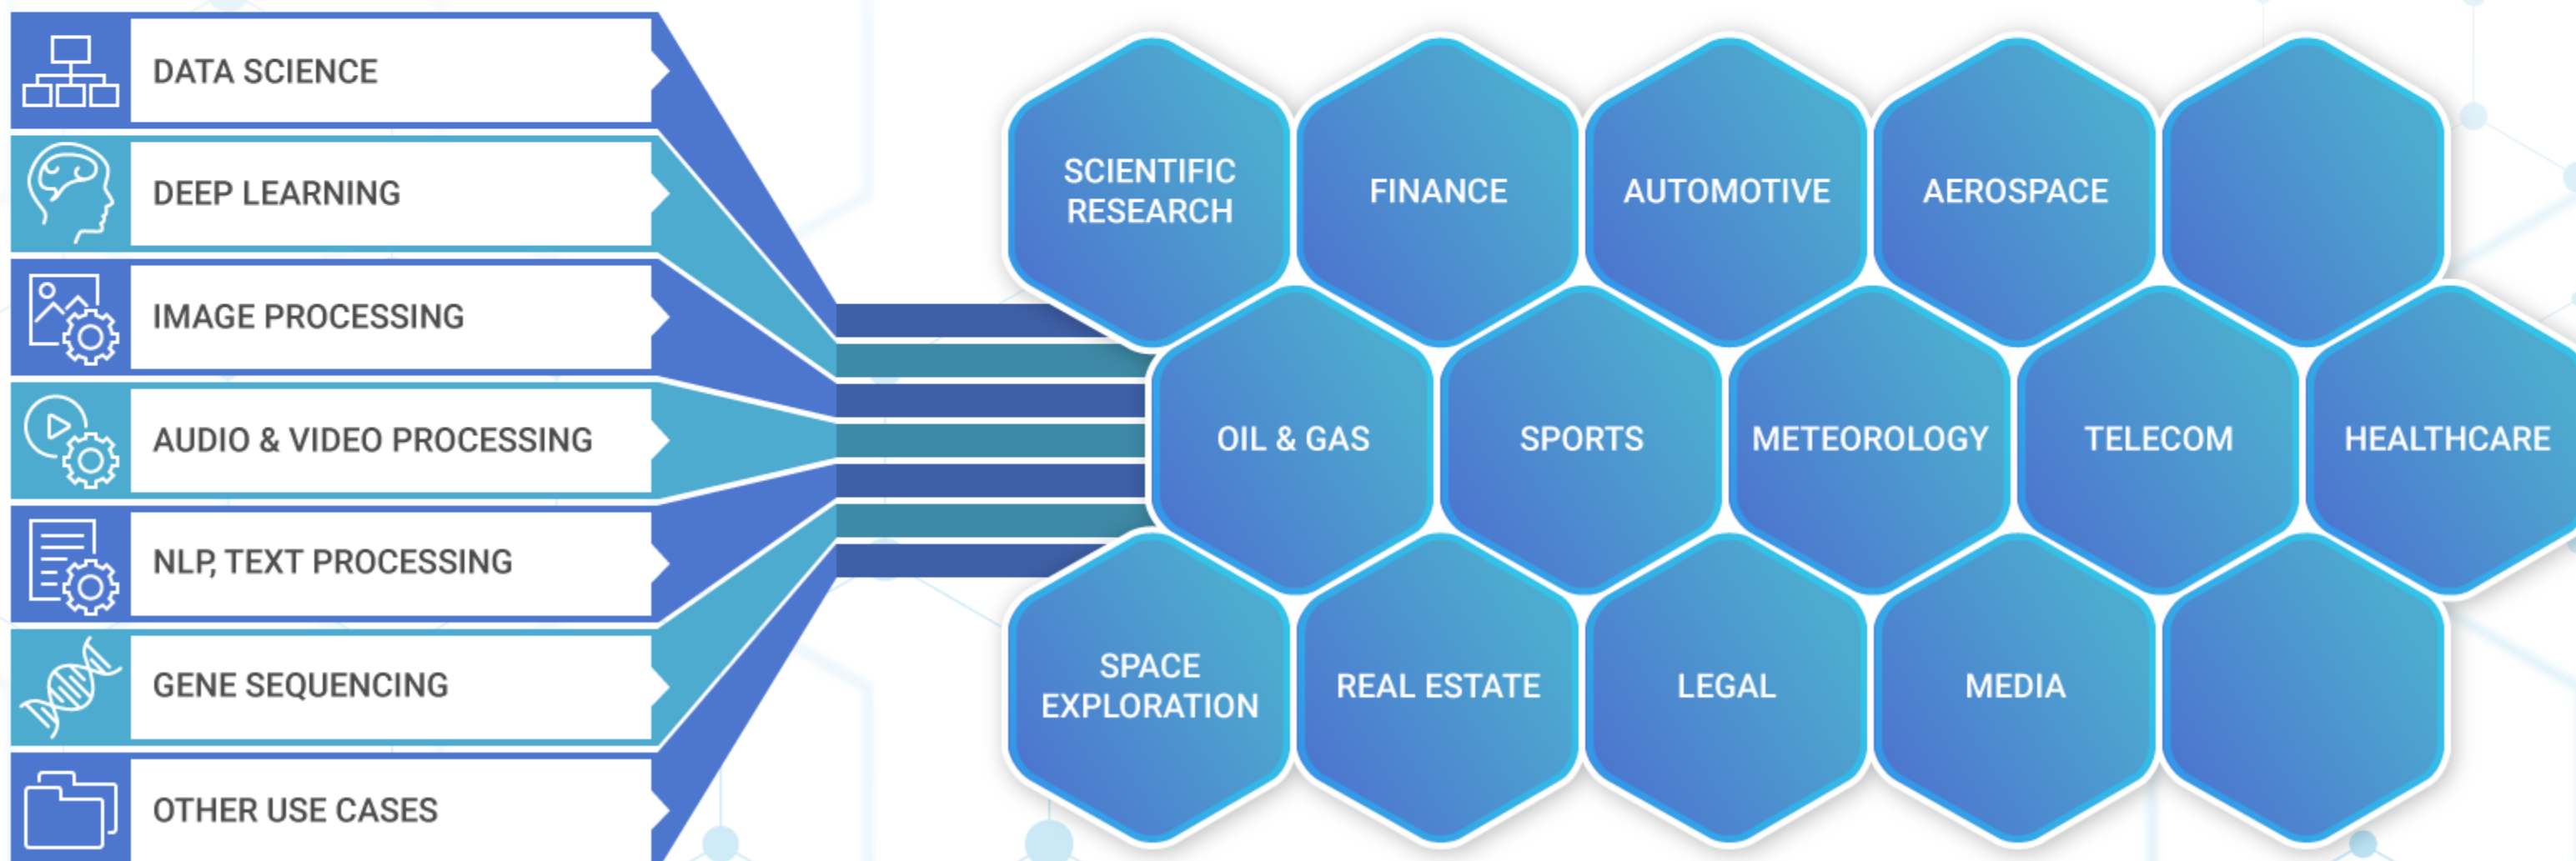 DATA SCIENCE
DEEP LEARNING
IMAGE PROCESSING
AUDIO & VIDEO PROCESSING
NLP, TEXT PROCESSING
GENE SEQUENCING
OTHER USE CASES
SCIENTIFIC
RESEARCH
FINANCE
AUTOMOTIVE
AEROSPACE
OIL & GAS
SPORTS
METEOROLOGY
TELECOM
HEALTHCARE
SPACE
EXPLORATION
REAL ESTATE
LEGAL
MEDIA